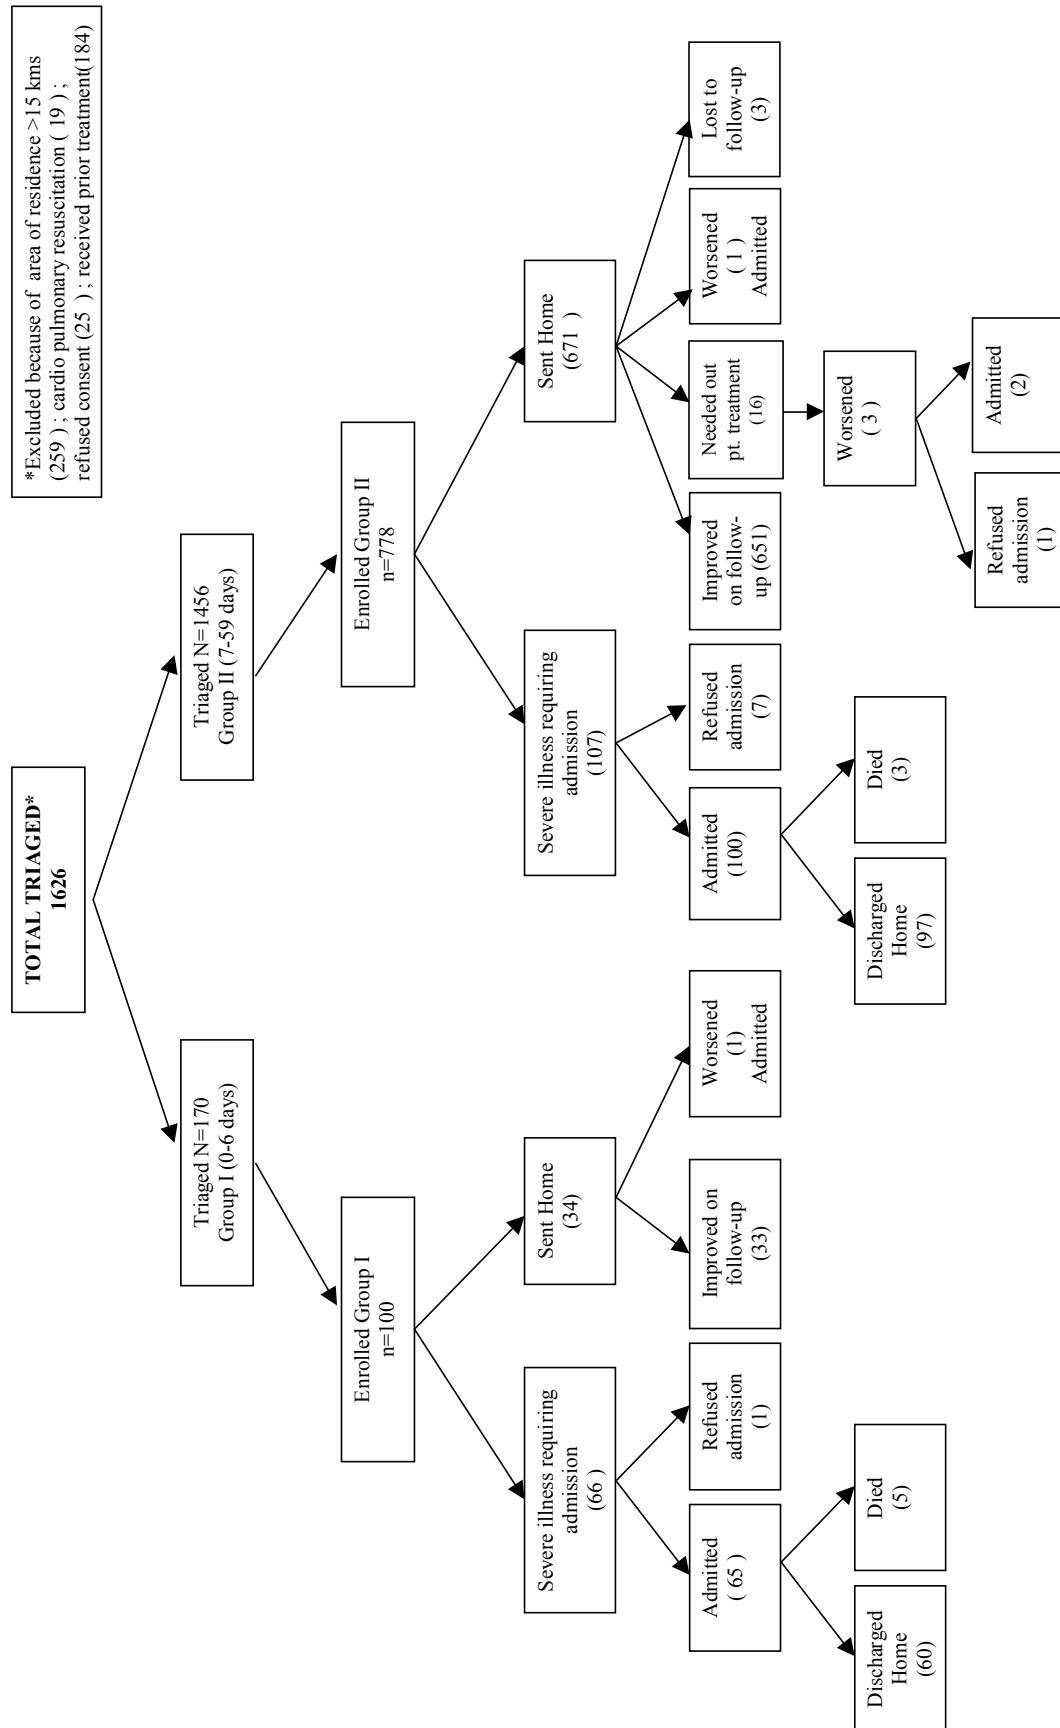 *Excluded because of area of residence >15 kms
(259) ; cardio pulmonary resuscitation ( 19 ) ;
refused consent (25 ) ; received prior treatment(184)
TOTAL TRIAGED*
1626
Triaged N=170
Group I (0-6 days)
Triaged N=1456
Group II (7-59 days)
Enrolled Group I
n=100
Enrolled Group II
n=778
Severe illness requiring
admission
(66 )
Sent Home
(34)
Severe illness requiring
admission
(107)
Sent Home
(671 )
Admitted
( 65 )
Refused
admission
(1)
Improved on
follow-up
(33)
Worsened
(1)
Admitted
Admitted
(100)
Refused
admission
(7)
Improved
on follow-
up (651)
Needed out
pt. treatment
(16)
Worsened
( 1 )
Admitted
Lost to
follow-up
(3)
Discharged
Home
(60)
Died
(5)
Discharged
Home
(97)
Died
(3)
Worsened
( 3 )
Refused
admission
(1)
Admitted
(2)